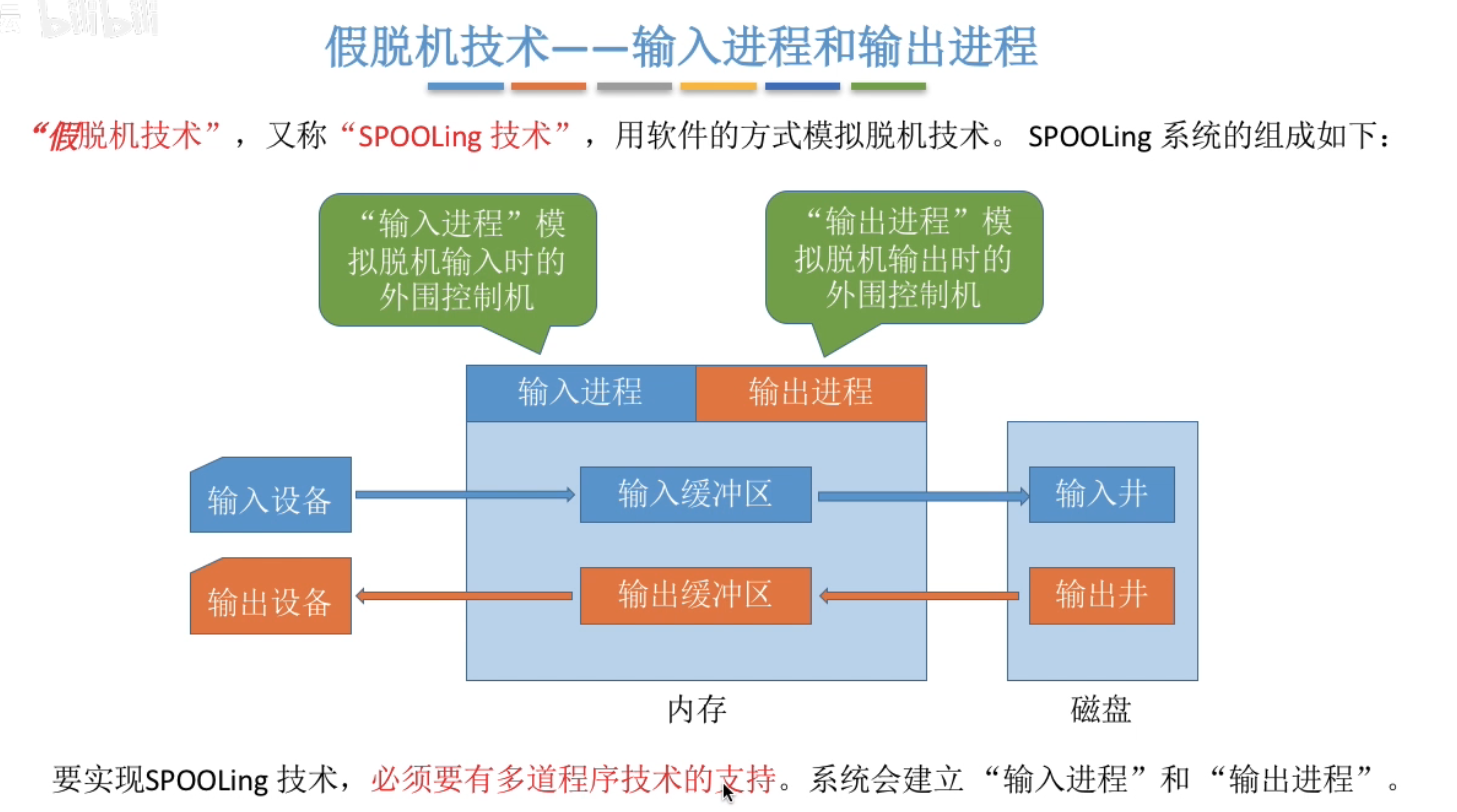 bilibili
假脱机技术——输入进程和输出进程
“假脱机技术”，又称“SPOOLing 技术”，用软件的方式模拟脱机技术。 SPOOLing 系统的组成如下：
“输入进程”模
拟脱机输入时的
外围控制机
“输出进程”模
拟脱机输出时的
外围控制机
输入进程
输出进程
输入设备
输入缓冲区
输入井
输出设备
输出缓冲区
输出井
内存
磁盘
要实现SPOOLing 技术，必须要有多道程序技术的支持。系统会建立 “输入进程”和 “输出进程”。